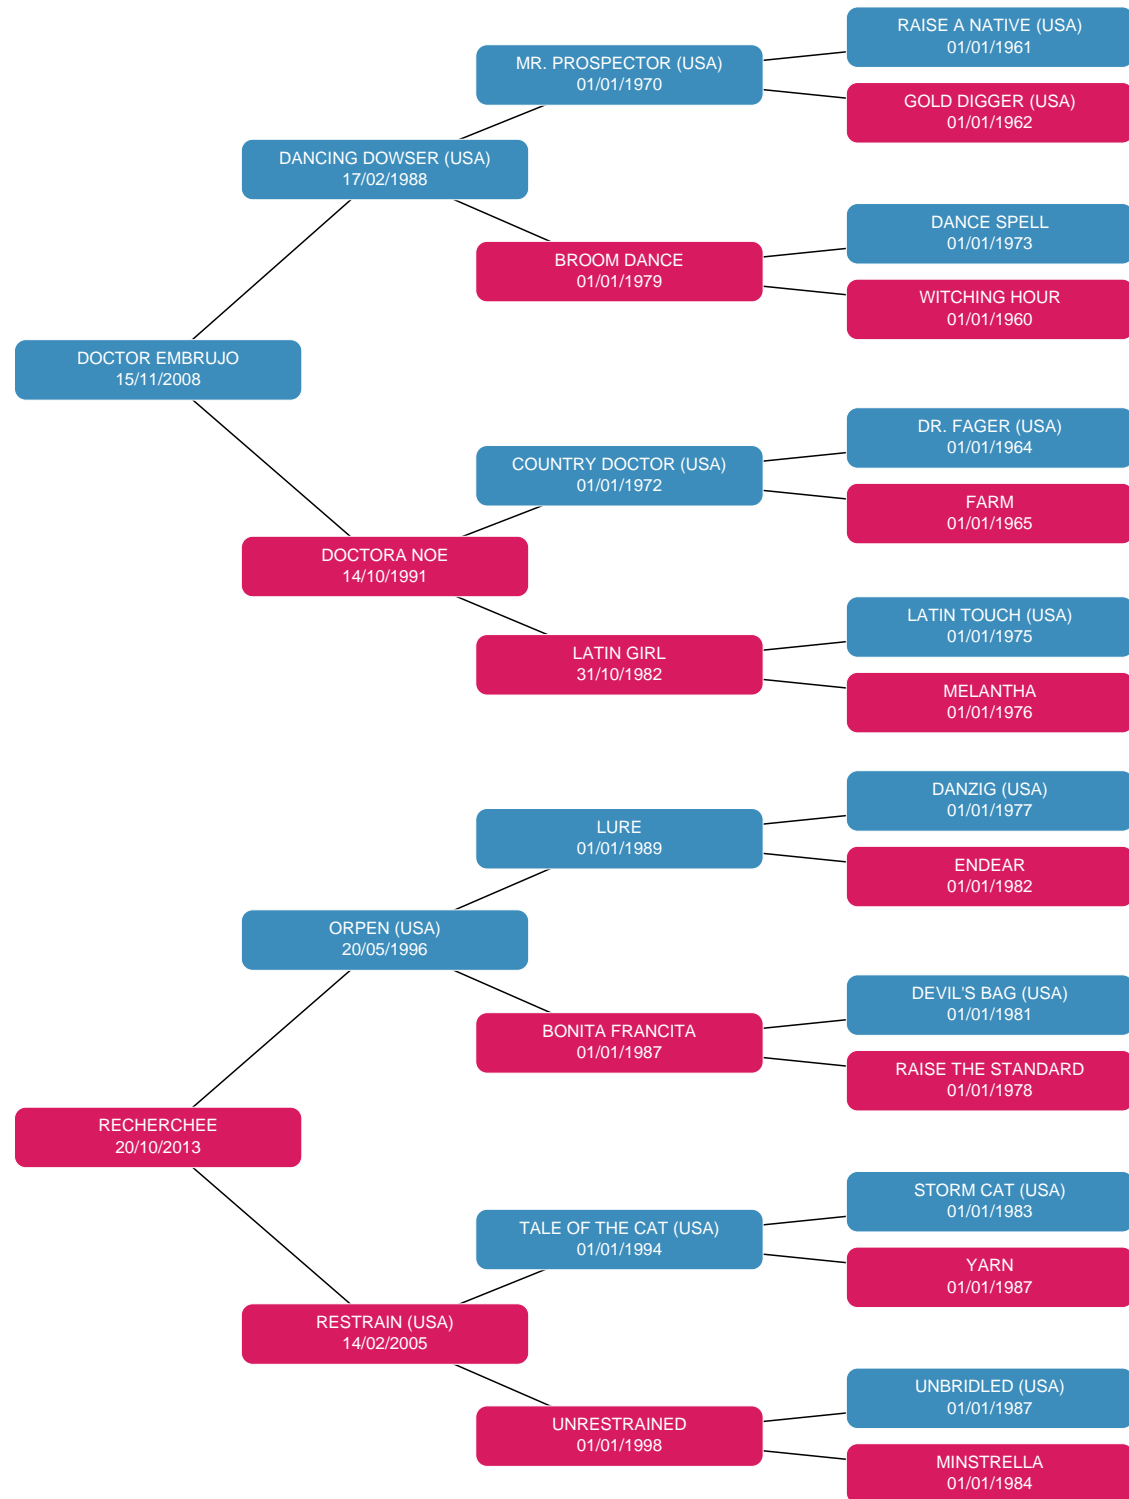 RAISE A NATIVE (USA)
01/01/1961
MR. PROSPECTOR (USA)
01/01/1970
GOLD DIGGER (USA)
01/01/1962
DANCING DOWSER (USA)
17/02/1988
DANCE SPELL
01/01/1973
BROOM DANCE
01/01/1979
WITCHING HOUR
01/01/1960
DOCTOR EMBRUJO
15/11/2008
DR. FAGER (USA)
01/01/1964
COUNTRY DOCTOR (USA)
01/01/1972
FARM
01/01/1965
DOCTORA NOE
14/10/1991
LATIN TOUCH (USA)
01/01/1975
LATIN GIRL
31/10/1982
MELANTHA
01/01/1976
DANZIG (USA)
01/01/1977
LURE
01/01/1989
ENDEAR
01/01/1982
ORPEN (USA)
20/05/1996
DEVIL'S BAG (USA)
01/01/1981
BONITA FRANCITA
01/01/1987
RAISE THE STANDARD
01/01/1978
RECHERCHEE
20/10/2013
STORM CAT (USA)
01/01/1983
TALE OF THE CAT (USA)
01/01/1994
YARN
01/01/1987
RESTRAIN (USA)
14/02/2005
UNBRIDLED (USA)
01/01/1987
UNRESTRAINED
01/01/1998
MINSTRELLA
01/01/1984